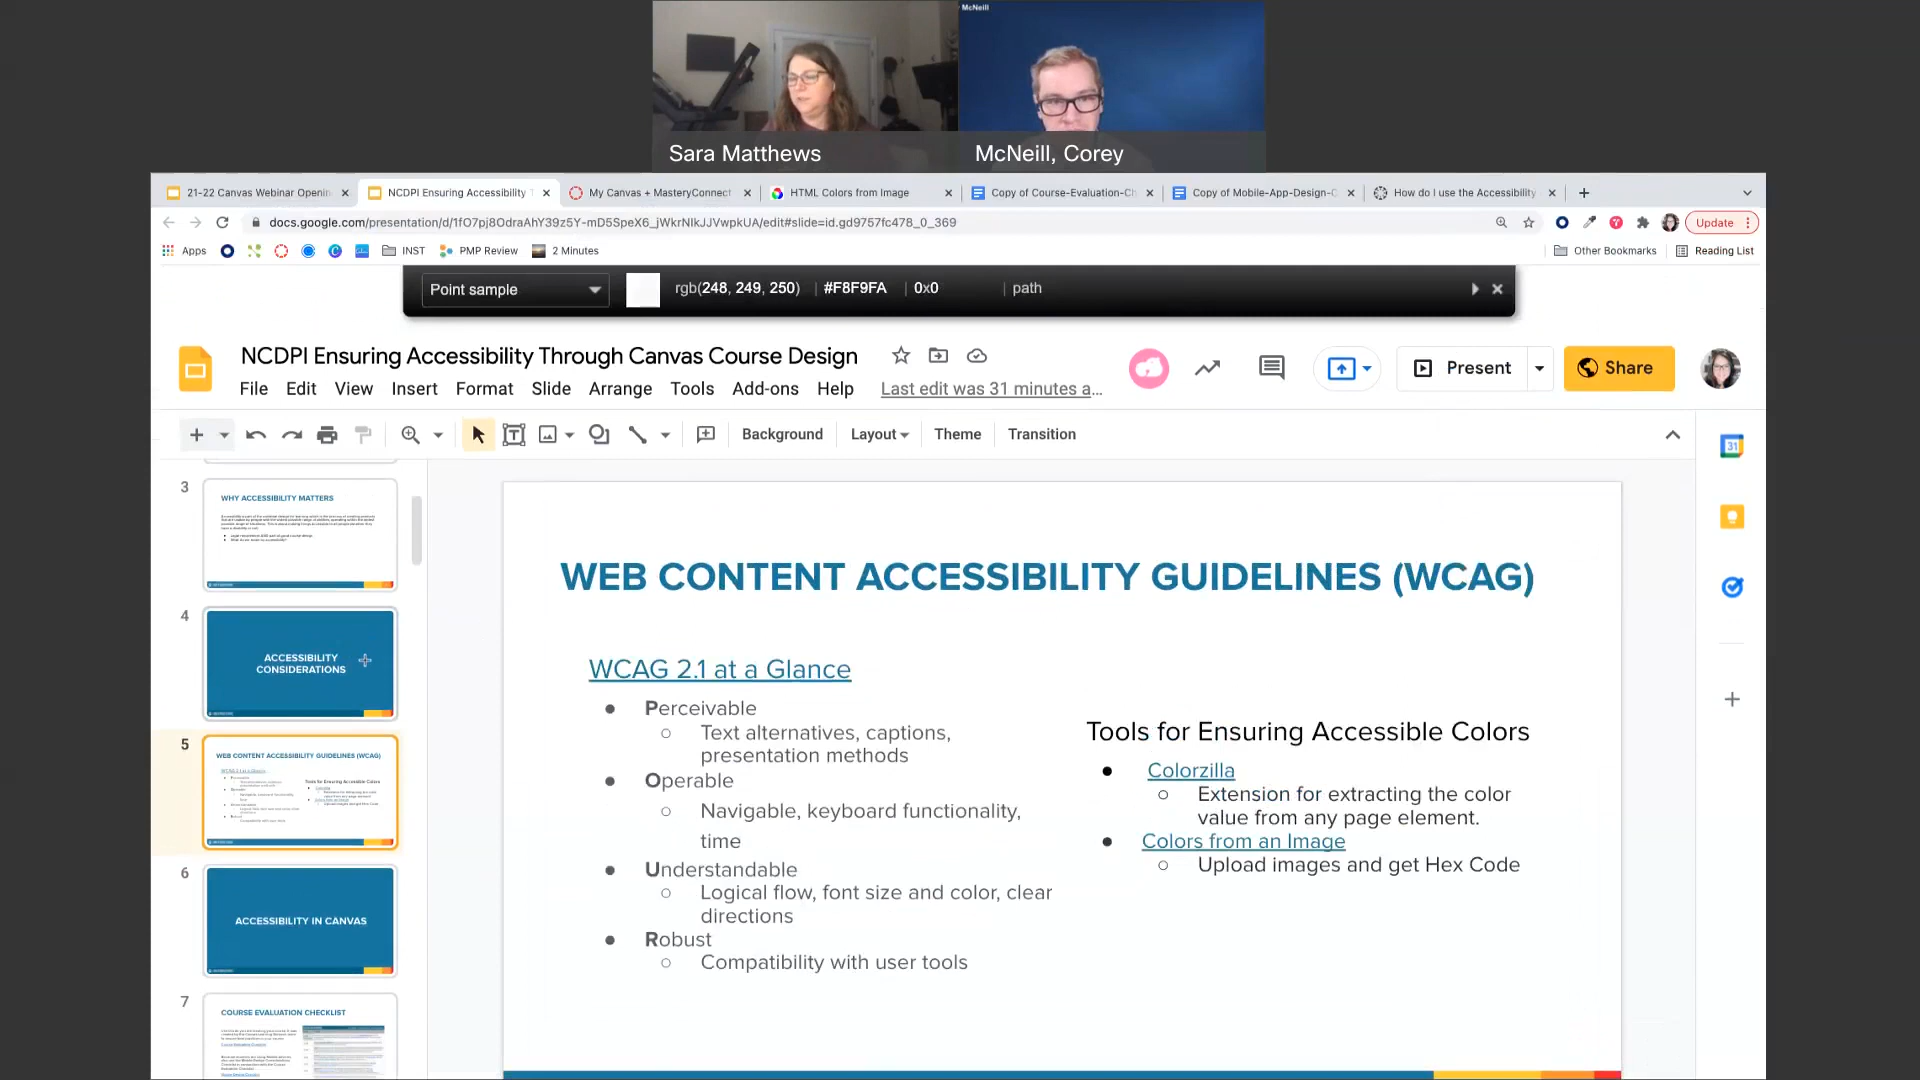 McNeill
Sara Matthews
McNeill, Corey
21-22 Canvas Webinar Openin
NCDPI Ensuring Accessibility T
My Canvas + MasteryConnect
HTML Colors from Image
Copy of Course-Evaluation-Ch
Copy of Mobile-App-Design-C
How do I use the Accessibility
docs.google.com/presentation/d/1fO7pj8OdraAhY39z5Y-mD5SpeX6_jWkrNIkJJVwpkUA/edit#slide=id.gd9757fc478_0_369
Update
Apps
INST
PMP Review
2 Minutes
Other Bookmarks
Reading List
Point sample
rgb(248, 249, 250) | #F8F9FA | 0x0 | path
NCDPI Ensuring Accessibility Through Canvas Course Design
File Edit View Insert Format Slide Arrange Tools Add-ons Help Last edit was 31 minutes a...
Present
Share
Background Layout Theme Transition
31
3
WHY ACCESSIBILITY MATTERS
4
ACCESSIBILITY
CONSIDERATIONS
5
WEB CONTENT ACCESSIBILITY GUIDELINES (WCAG)
6
ACCESSIBILITY IN CANVAS
7
COURSE EVALUATION CHECKLIST
WEB CONTENT ACCESSIBILITY GUIDELINES (WCAG)
WCAG 2.1 at a Glance
● Perceivable
○ Text alternatives, captions,
presentation methods
● Operable
○ Navigable, keyboard functionality,
time
● Understandable
○ Logical flow, font size and color, clear
directions
● Robust
○ Compatibility with user tools
Tools for Ensuring Accessible Colors
● Colorzilla
○ Extension for extracting the color
value from any page element.
● Colors from an Image
○ Upload images and get Hex Code